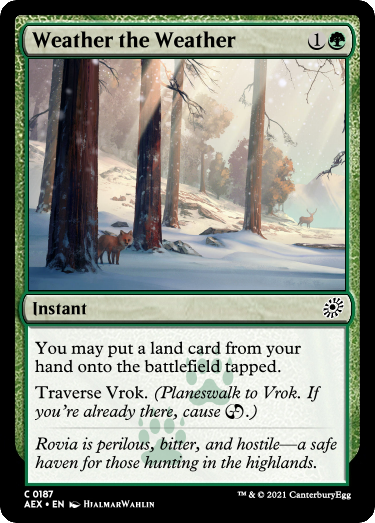 Weather the Weather 1
Instant
You may put a land card from your
hand onto the battlefield tapped.
Traverse Vrok. (Planeswalk to Vrok. If
you're already there, cause .)
Rovia is perilous, bitter, and hostile—a safe
haven for those hunting in the highlands.
C 0187
AEX • EN HjalmarWahlin
™ & © 2021 CanterburyEgg